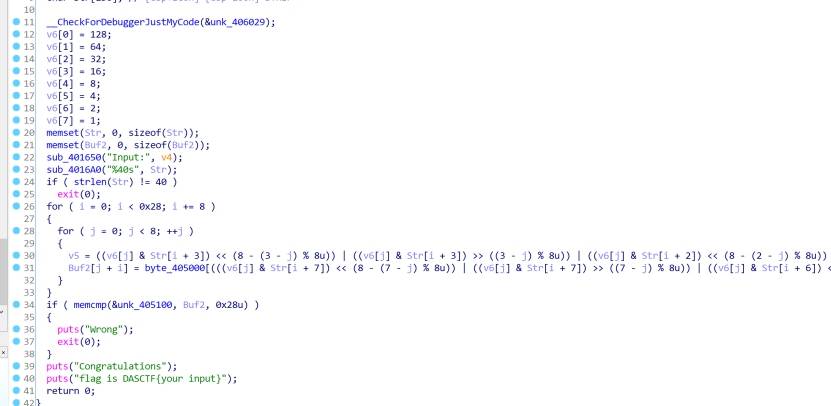 10
11 __CheckForDebuggerJustMyCode(&unk_406029);
12 v6[0] = 128;
13 v6[1] = 64;
14 v6[2] = 32;
15 v6[3] = 16;
16 v6[4] = 8;
17 v6[5] = 4;
18 v6[6] = 2;
19 v6[7] = 1;
20 memset(Str, 0, sizeof(Str));
21 memset(Buf2, 0, sizeof(Buf2));
22 sub_401650("Input:", v4);
23 sub_4016A0("%40s", Str);
24 if ( strlen(Str) != 40 )
25 exit(0);
26 for ( i = 0; i < 0x28; i += 8 )
27 {
28 for ( j = 0; j < 8; ++j )
29 {
30 v5 = ((v6[j] & Str[i + 3]) << (8 - (3 - j) % 8u)) | ((v6[j] & Str[i + 3]) >> ((3 - j) % 8u)) | ((v6[j] & Str[i + 2]) << (8 - (2 - j) % 8u))
31 Buf2[j + i] = byte_405000[(((v6[j] & Str[i + 7]) << (8 - (7 - j) % 8u)) | ((v6[j] & Str[i + 7]) >> ((7 - j) % 8u)) | ((v6[j] & Str[i + 6]) <
32 }
33 }
34 if ( memcmp(&unk_405100, Buf2, 0x28u) )
35 {
36 puts("Wrong");
37 exit(0);
38 }
39 puts("Congratulations");
40 puts("flag is DASCTF{your input}");
41 return 0;
42 }